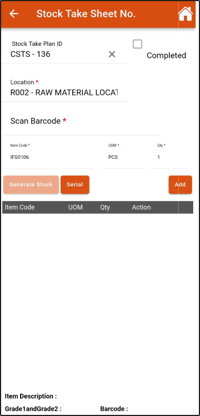 Stock Take Sheet No.
Stock Take Plan ID
CSTS - 136
Completed
Location *
R002 - RAW MATERIAL LOCAT
Scan Barcode *
Item Code * UOM * Qty *
IFG0106 PCS 1
Generate Stock Serial Add
Item Code UOM Qty Action
Item Description :
Grade1andGrade2 : Barcode :